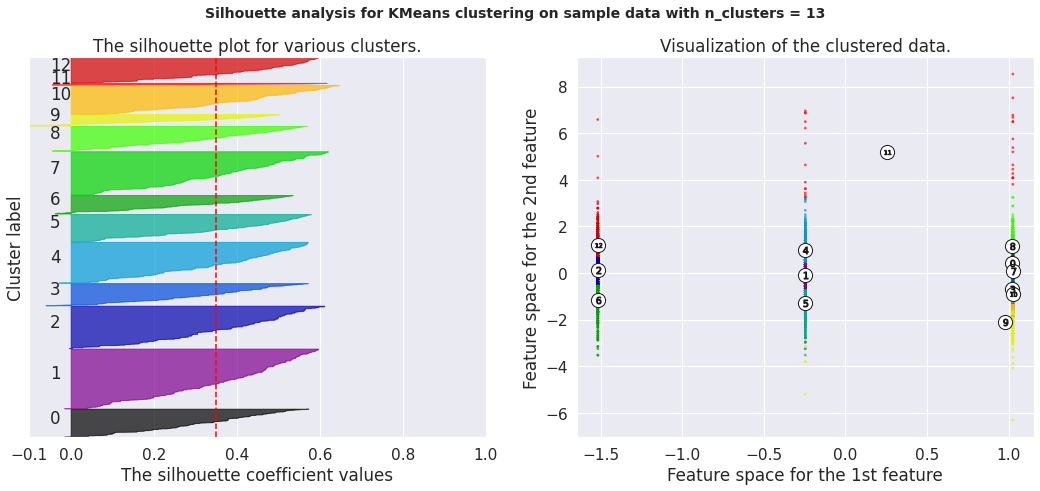 Silhouette analysis for KMeans clustering on sample data with n_clusters = 13
The silhouette plot for various clusters.
Cluster label
12
11
10
9
8
7
6
5
4
3
2
1
0
−0.1 0.0 0.2 0.4 0.6 0.8 1.0
The silhouette coefficient values
Visualization of the clustered data.
Feature space for the 2nd feature
8
6
4
2
0
−2
−4
−6
11
12 4 8
0
2 1 7
3
6 5 10
9
−1.5 −1.0 −0.5 0.0 0.5 1.0
Feature space for the 1st feature